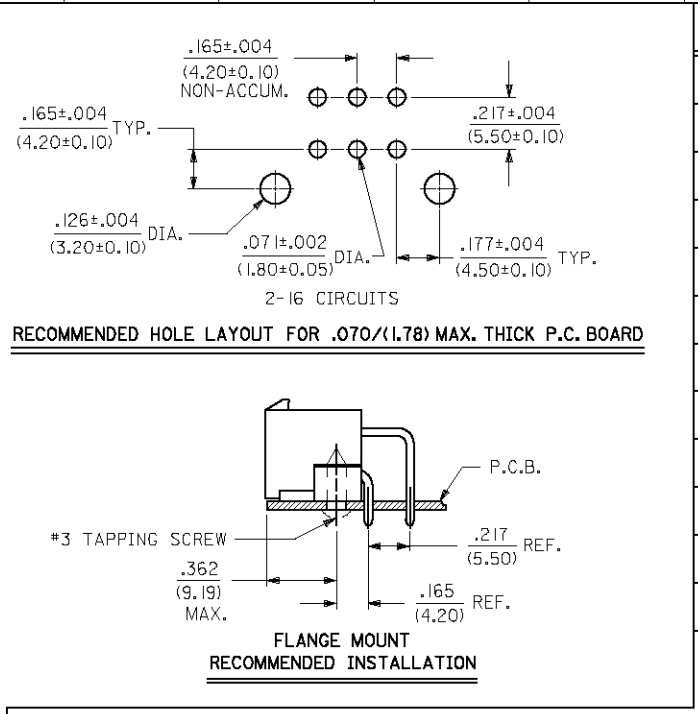 .165±.004
(4.20±0.10)
NON-ACCUM.
.165±.004
(4.20±0.10) TYP.
.217±.004
(5.50±0.10)
.126±.004
(3.20±0.10) DIA.
.071±.002
(1.80±0.05) DIA.
.177±.004
(4.50±0.10) TYP.
2-16 CIRCUITS
RECOMMENDED HOLE LAYOUT FOR .070/(1.78) MAX. THICK P.C. BOARD
P.C.B.
#3 TAPPING SCREW
.217
(5.50) REF.
.362
(9.19)
MAX.
.165
(4.20) REF.
FLANGE MOUNT
RECOMMENDED INSTALLATION